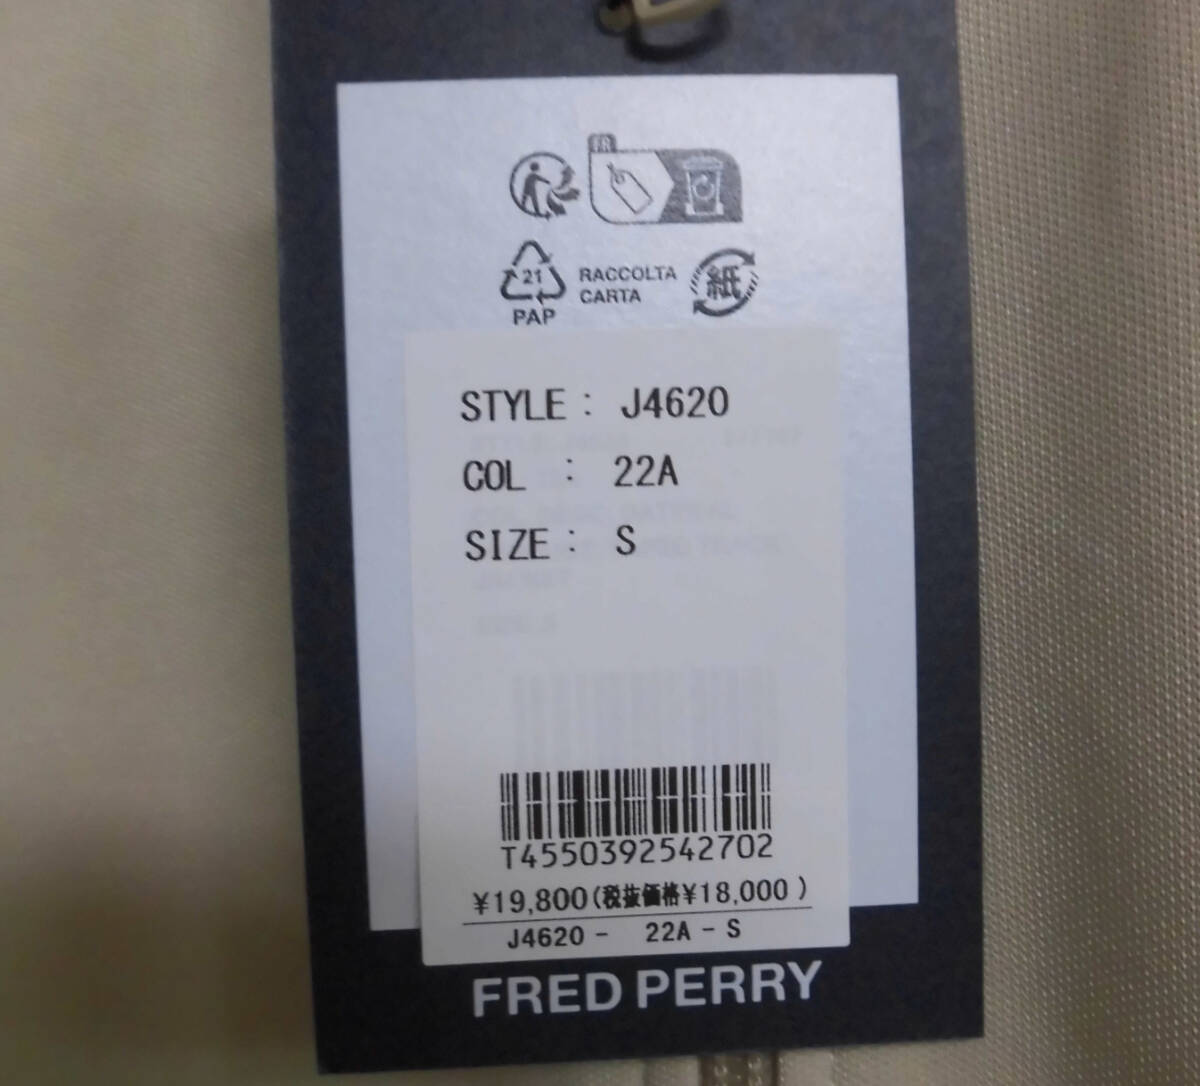 FR
21
PAP
RACCOLTA
CARTA
紙
STYLE : J4620
COL : 22A
SIZE : S
T4550392542702
¥19,800(税抜価格¥18,000 )
J4620 - 22A - S
FRED PERRY